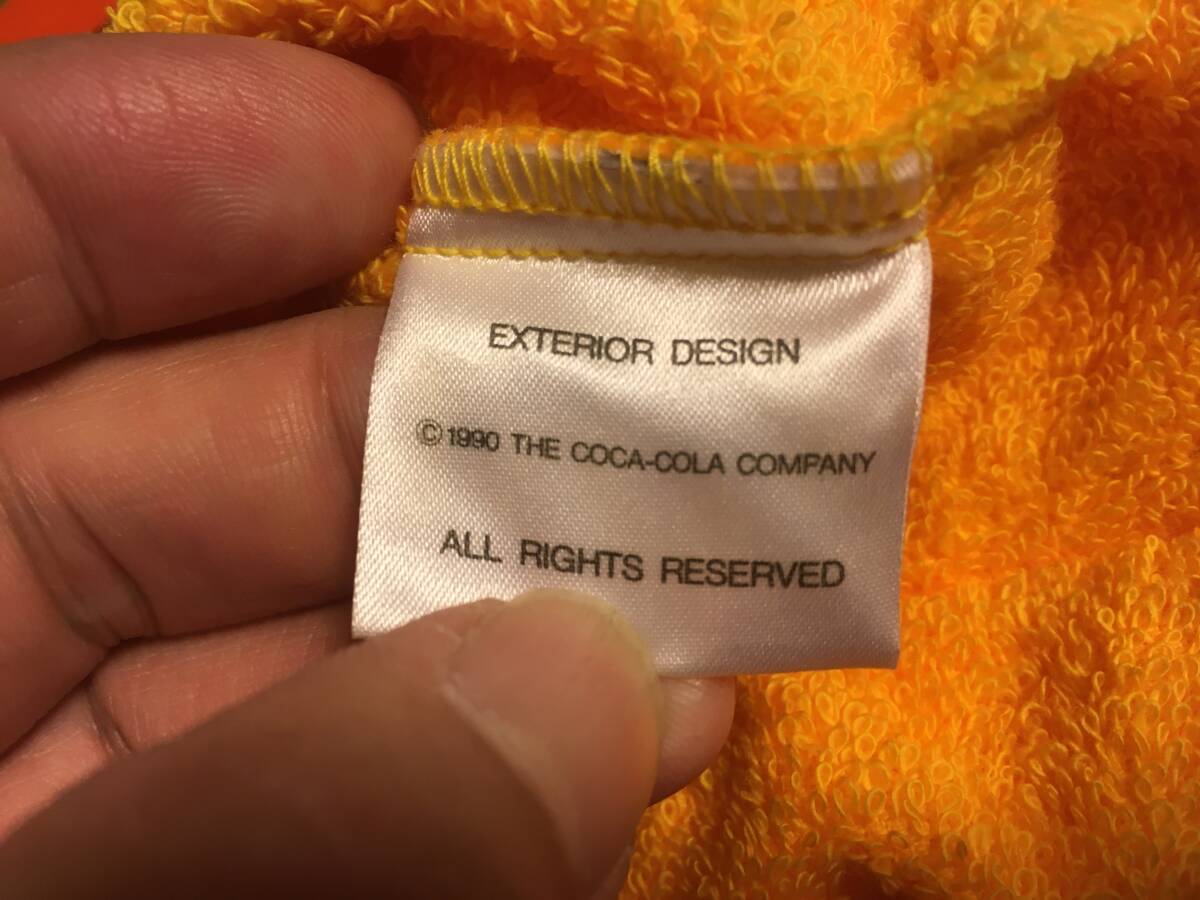 EXTERIOR DESIGN
©1990 THE COCA-COLA COMPANY
ALL RIGHTS RESERVED